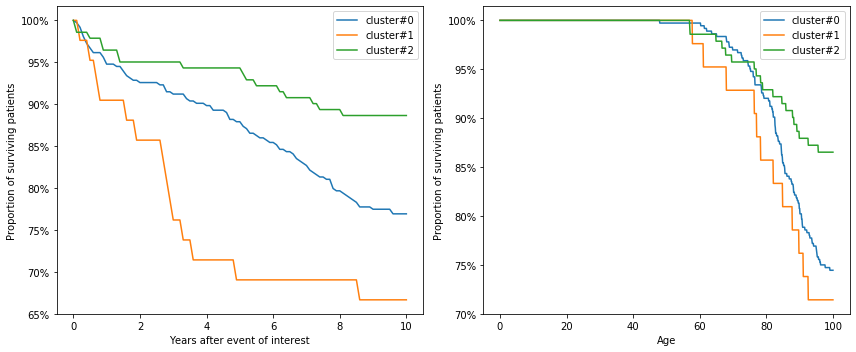 100%
95%
90%
85%
80%
75%
70%
65%
Proportion of surviving patients
0
2
4
6
8
10
Years after event of interest
cluster#0
cluster#1
cluster#2
100%
95%
90%
85%
80%
75%
70%
Proportion of surviving patients
0
20
40
60
80
100
Age
cluster#0
cluster#1
cluster#2